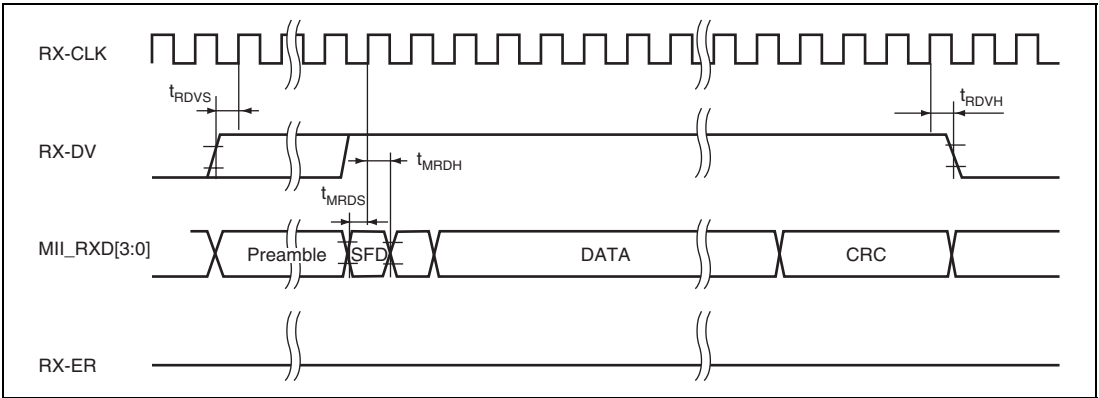 RX-CLK
tRDVS
tRDVH
RX-DV
tMRDH
tMRDS
MII_RXD[3:0]
Preamble
SFD
DATA
CRC
RX-ER